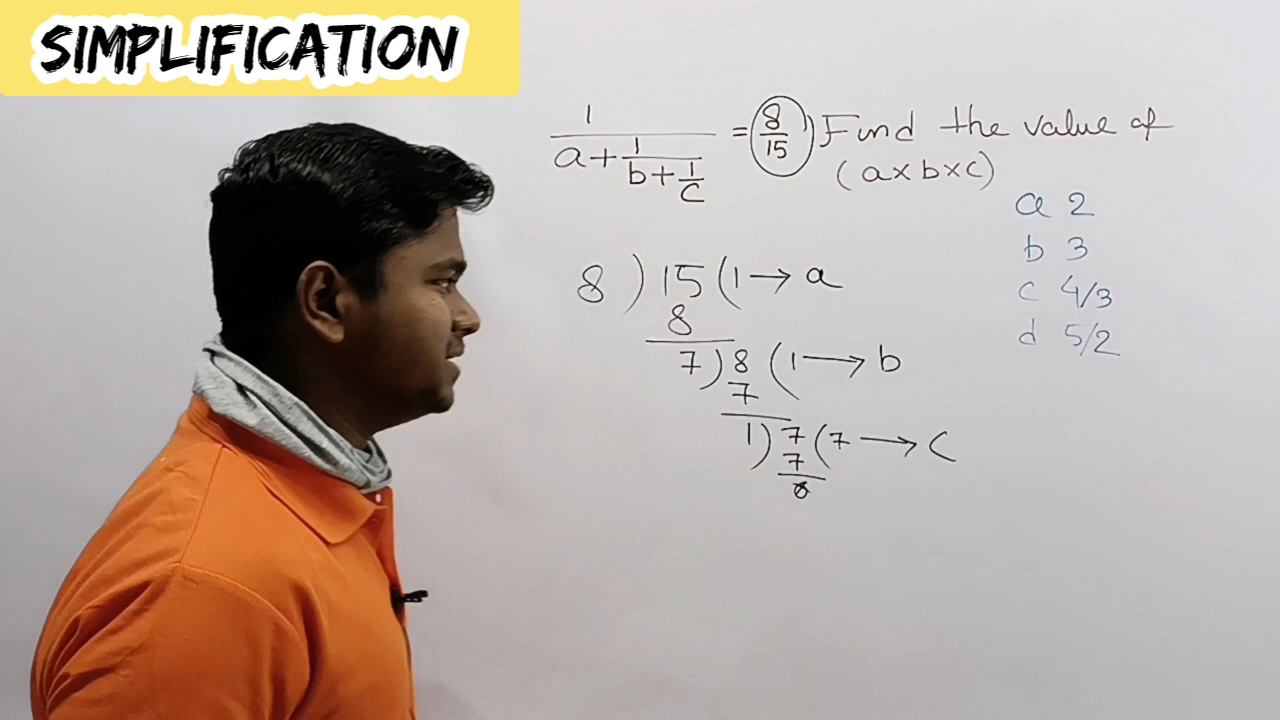 SIMPLIFICATION
1
a + 1
b + 1
c
= 8
15
) Find the value of
(a×b×c)
a 2
b 3
c 4/3
d 5/2
8 ) 15 ( 1 → a
8
7 ) 8 ( 1 → b
7
1 ) 7 ( 7 → c
7
0